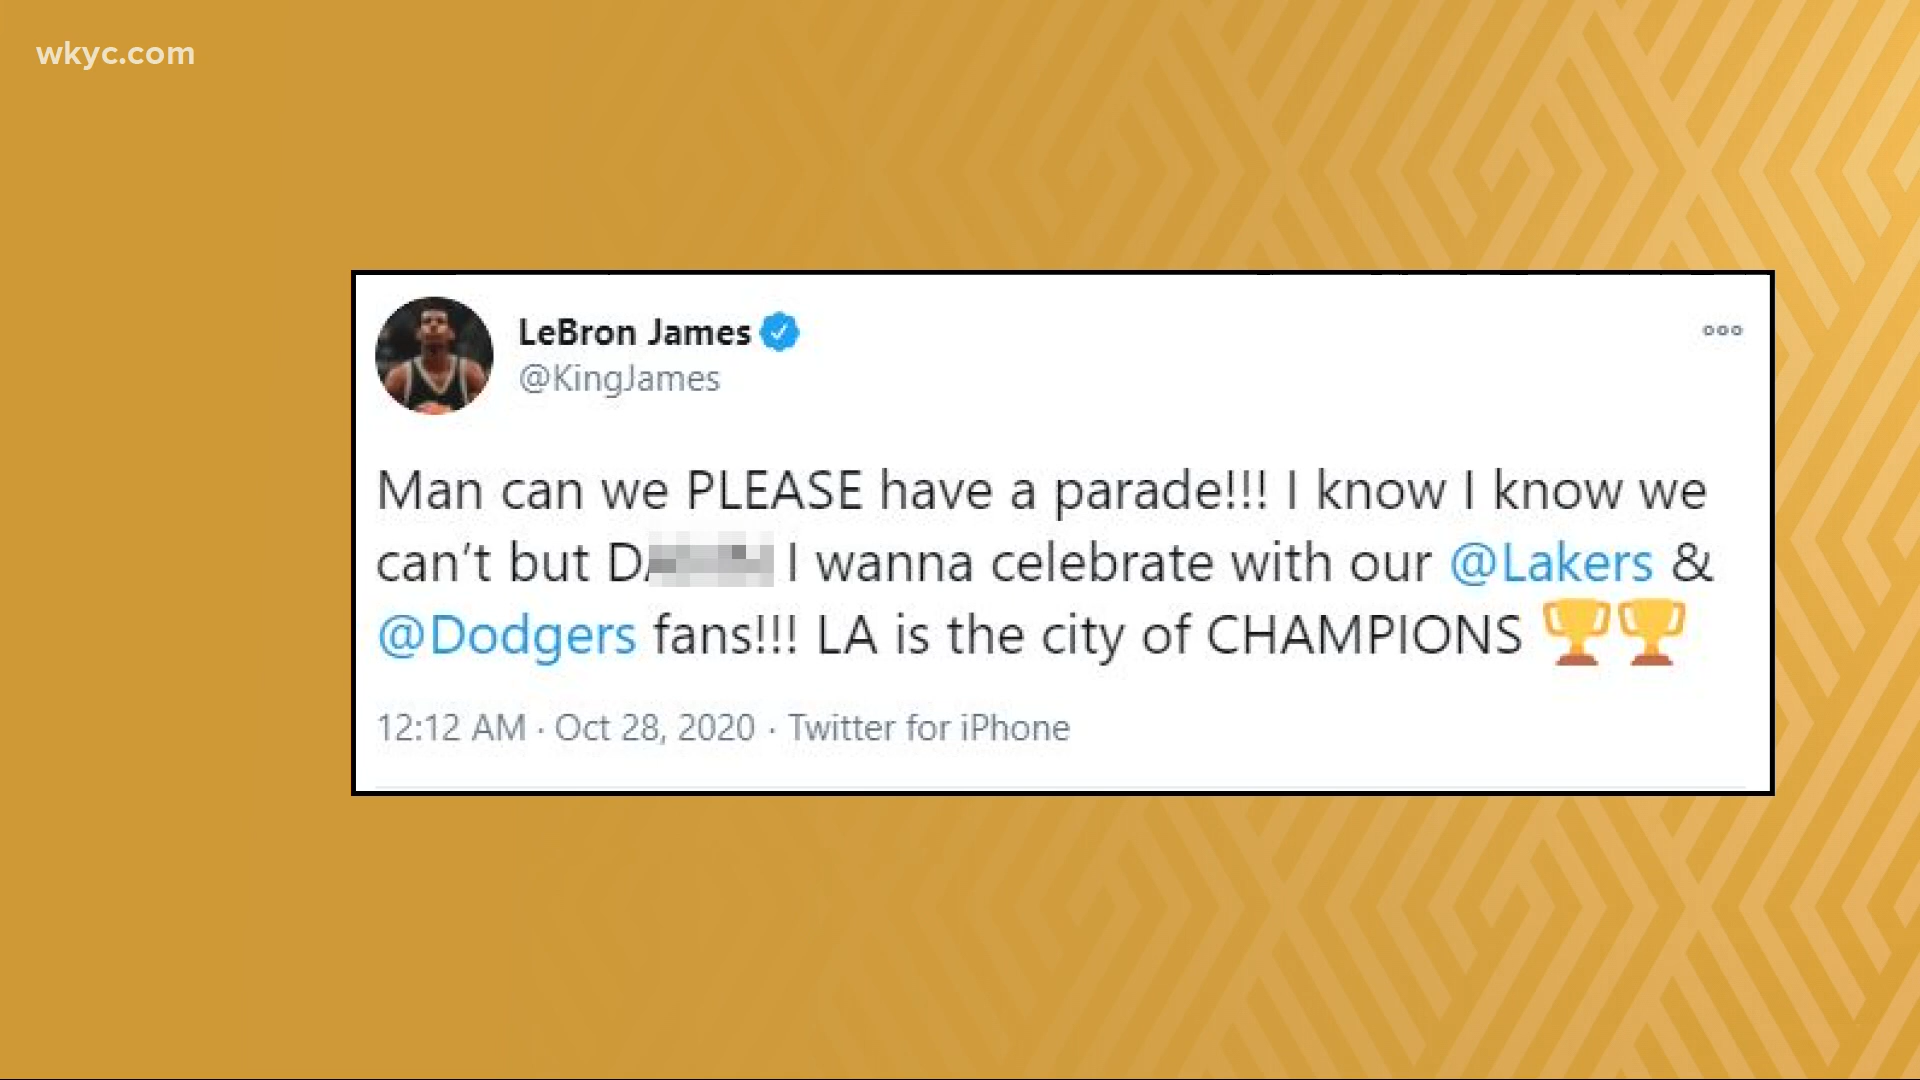 wkyc.com
LeBron James
@KingJames
Man can we PLEASE have a parade!!! I know I know we
can't but I wanna celebrate with our @Lakers &
@Dodgers fans!!! LA is the city of CHAMPIONS 🏆🏆
12:12 AM · Oct 28, 2020 · Twitter for iPhone